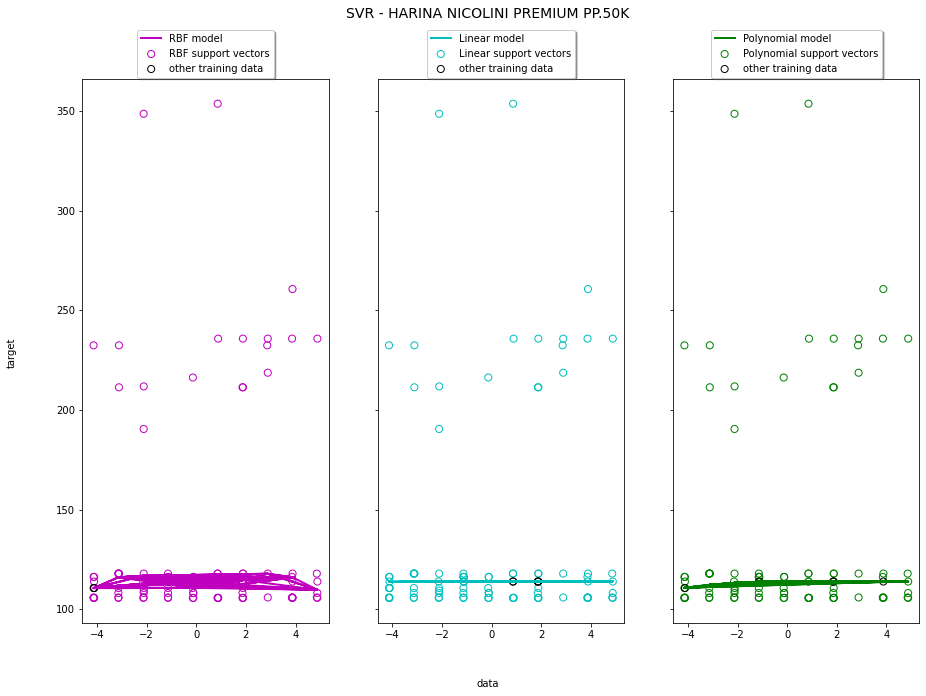 SVR - HARINA NICOLINI PREMIUM PP.50K
RBF model
RBF support vectors
other training data
Linear model
Linear support vectors
other training data
Polynomial model
Polynomial support vectors
other training data
350
300
250
200
150
100
target
−4 −2 0 2 4
−4 −2 0 2 4
−4 −2 0 2 4
data